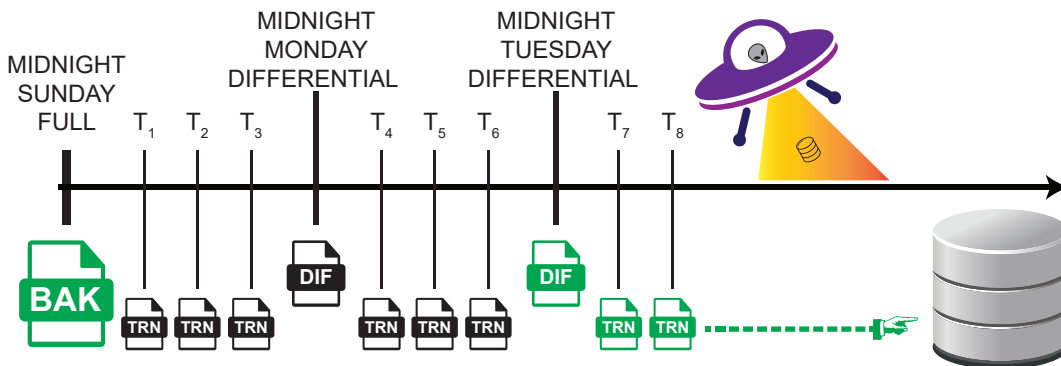 MIDNIGHT
SUNDAY
FULL
T1
T2
T3
MIDNIGHT
MONDAY
DIFFERENTIAL
T4
T5
T6
MIDNIGHT
TUESDAY
DIFFERENTIAL
T7
T8
BAK
TRN
TRN
TRN
DIF
TRN
TRN
TRN
DIF
TRN
TRN